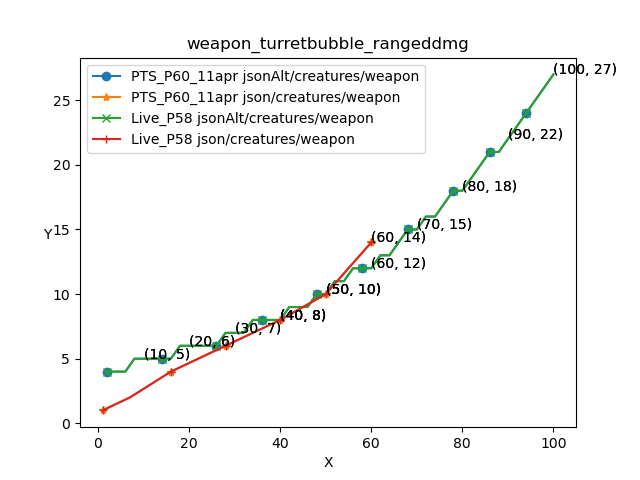 weapon_turretbubble_rangeddmg
PTS_P60_11apr jsonAlt/creatures/weapon
PTS_P60_11apr json/creatures/weapon
Live_P58 jsonAlt/creatures/weapon
Live_P58 json/creatures/weapon
(100, 27)
(90, 22)
(80, 18)
(70, 15)
(60, 14)
(60, 12)
(50, 10)
(40, 8)
(30, 7)
(20, 6)
(10, 5)
Y
25
20
15
10
5
0
0 20 40 60 80 100
X